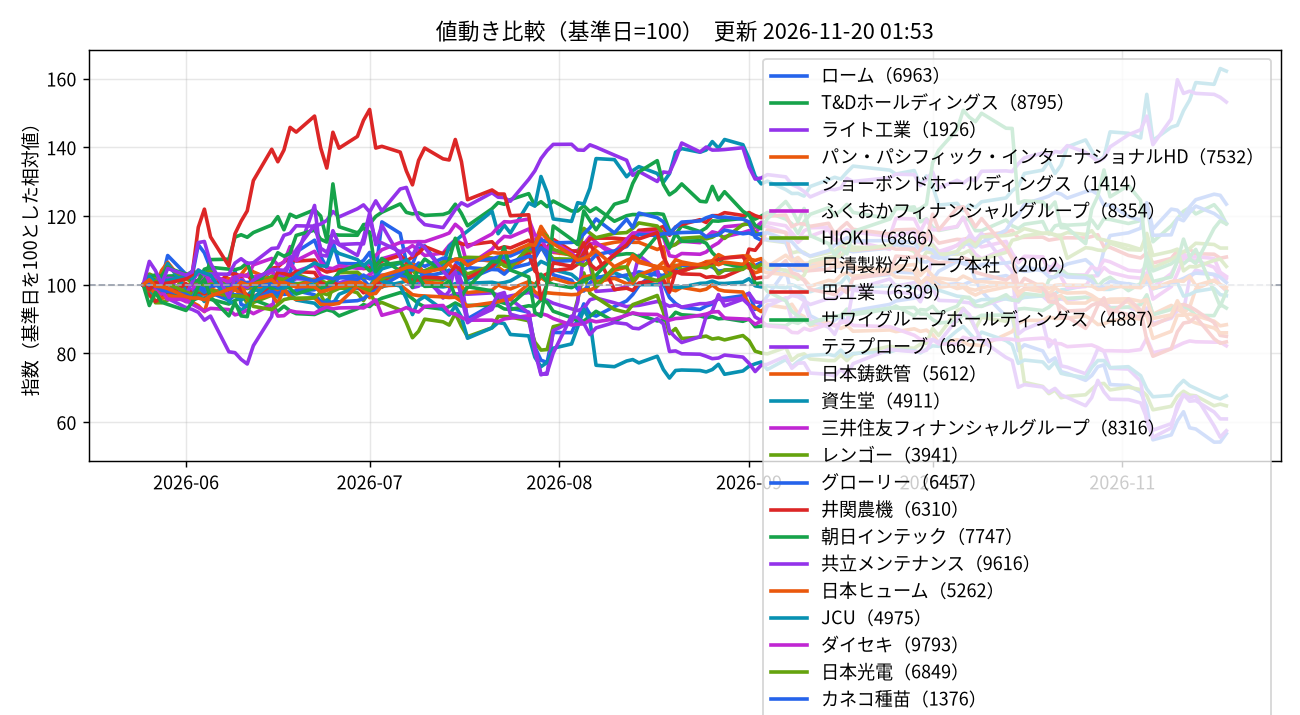 値動き比較（基準日=100）　更新 2026-11-20 01:53
指数（基準日を100とした相対値）
160
140
120
100
80
60
2026-06
2026-07
2026-08
2026-09
2026-11
ローム（6963）
T&Dホールディングス（8795）
ライト工業（1926）
パン・パシフィック・インターナショナルHD（7532）
ショーボンドホールディングス（1414）
ふくおかフィナンシャルグループ（8354）
HIOKI（6866）
日清製粉グループ本社（2002）
巴工業（6309）
サワイグループホールディングス（4887）
テラプローブ（6627）
日本鋳鉄管（5612）
資生堂（4911）
三井住友フィナンシャルグループ（8316）
レンゴー（3941）
グローリー（6457）
井関農機（6310）
朝日インテック（7747）
共立メンテナンス（9616）
日本ヒューム（5262）
JCU（4975）
ダイセキ（9793）
日本光電（6849）
カネコ種苗（1376）